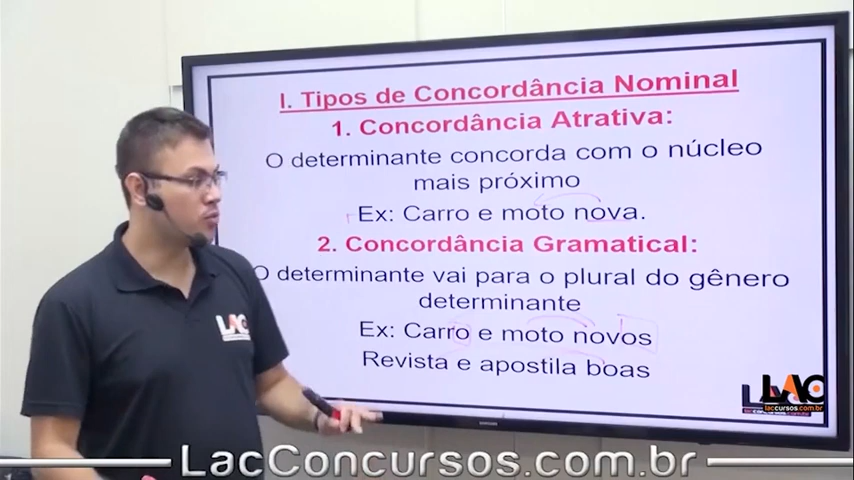 I. Tipos de Concordância Nominal
1. Concordância Atrativa:
O determinante concorda com o núcleo
mais próximo
Ex: Carro e moto nova.
2. Concordância Gramatical:
O determinante vai para o plural do gênero
determinante
Ex: Carro e moto novos
Revista e apostila boas
LAC
LAC
laccursos.com.br
LacCursos.com.br